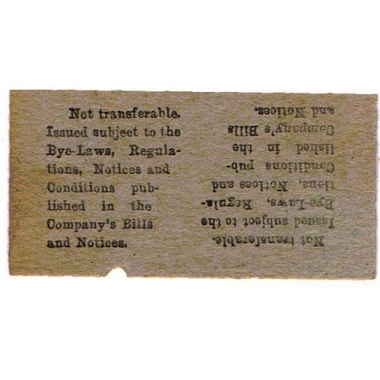 Not transferable.
Issued subject to the
Bye-Laws, Regula-
tions, Notices and
Conditions pub-
lished in the
Company's Bills
and Notices.
Not transferable.
Issued subject to the
Bye-Laws, Regula-
tions, Notices and
Conditions pub-
lished in the
Company's Bills
and Notices.